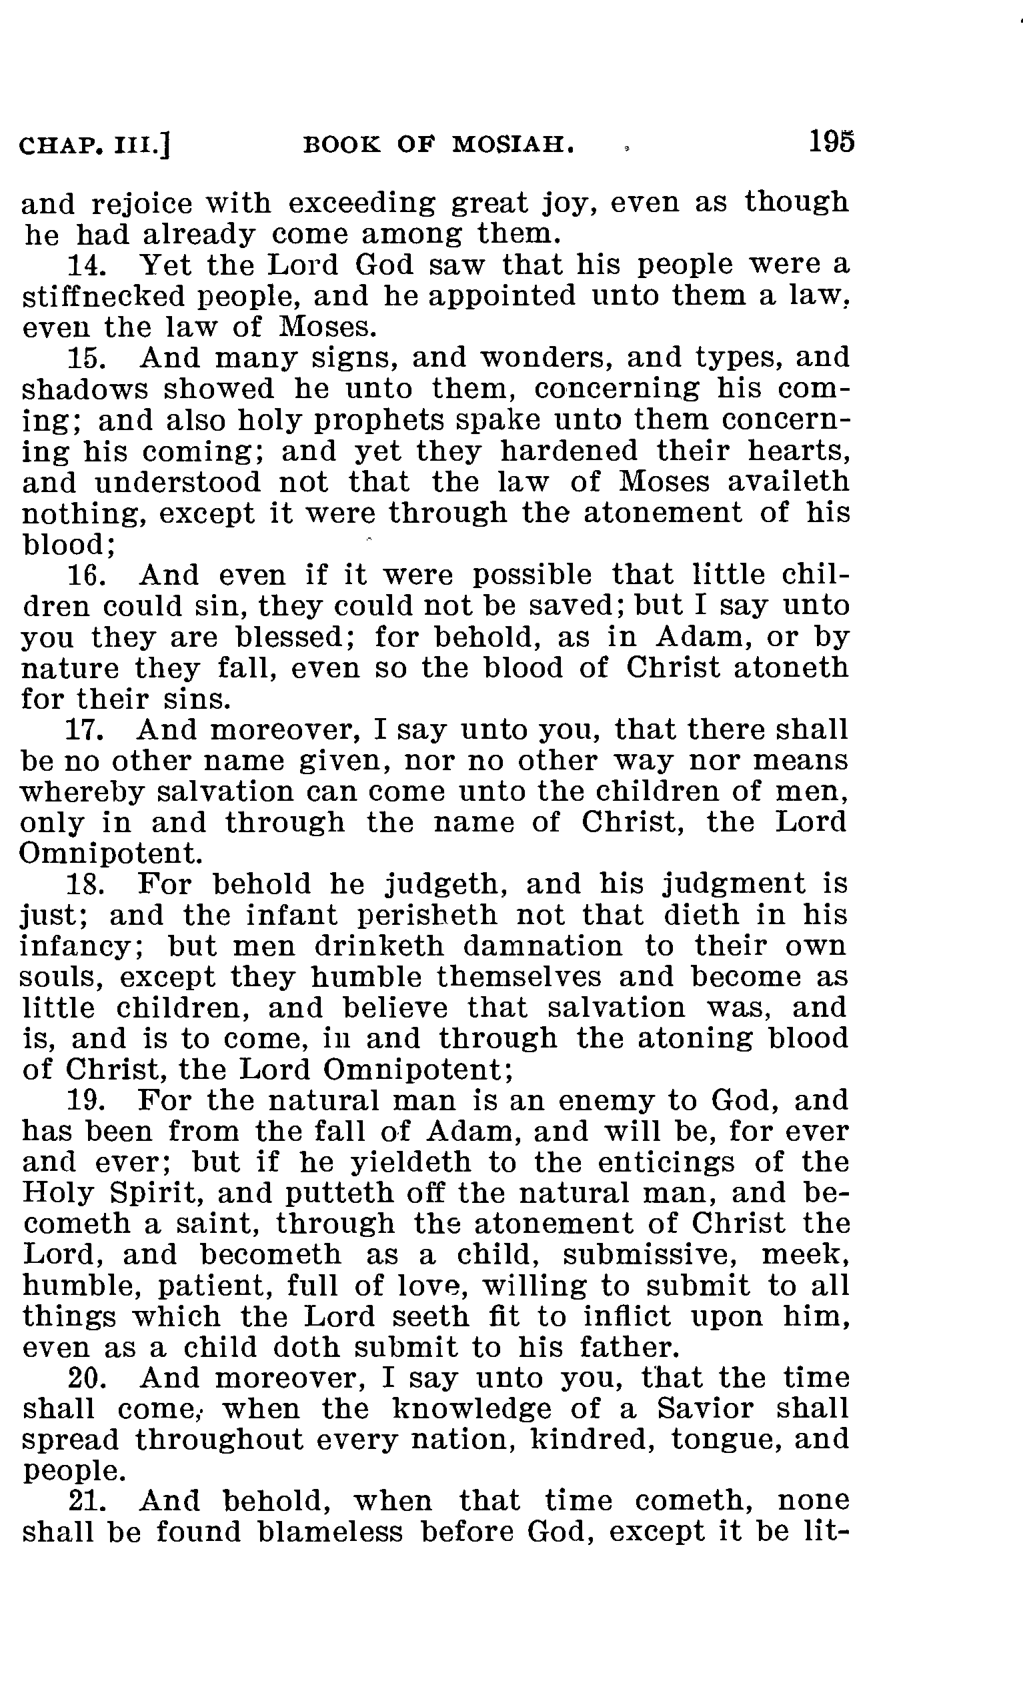 CHAP. III.] BOOK OF MOSIAH. 195
and rejoice with exceeding great joy, even as though
he had already come among them.
14. Yet the Lord God saw that his people were a
stiffnecked people, and he appointed unto them a law,
even the law of Moses.
15. And many signs, and wonders, and types, and
shadows showed he unto them, concerning his com-
ing; and also holy prophets spake unto them concern-
ing his coming; and yet they hardened their hearts,
and understood not that the law of Moses availeth
nothing, except it were through the atonement of his
blood;
16. And even if it were possible that little chil-
dren could sin, they could not be saved; but I say unto
you they are blessed; for behold, as in Adam, or by
nature they fall, even so the blood of Christ atoneth
for their sins.
17. And moreover, I say unto you, that there shall
be no other name given, nor no other way nor means
whereby salvation can come unto the children of men,
only in and through the name of Christ, the Lord
Omnipotent.
18. For behold he judgeth, and his judgment is
just; and the infant perisheth not that dieth in his
infancy; but men drinketh damnation to their own
souls, except they humble themselves and become as
little children, and believe that salvation was, and
is, and is to come, in and through the atoning blood
of Christ, the Lord Omnipotent;
19. For the natural man is an enemy to God, and
has been from the fall of Adam, and will be, for ever
and ever; but if he yieldeth to the enticings of the
Holy Spirit, and putteth off the natural man, and be-
cometh a saint, through the atonement of Christ the
Lord, and becometh as a child, submissive, meek,
humble, patient, full of love, willing to submit to all
things which the Lord seeth fit to inflict upon him,
even as a child doth submit to his father.
20. And moreover, I say unto you, that the time
shall come, when the knowledge of a Savior shall
spread throughout every nation, kindred, tongue, and
people.
21. And behold, when that time cometh, none
shall be found blameless before God, except it be lit-